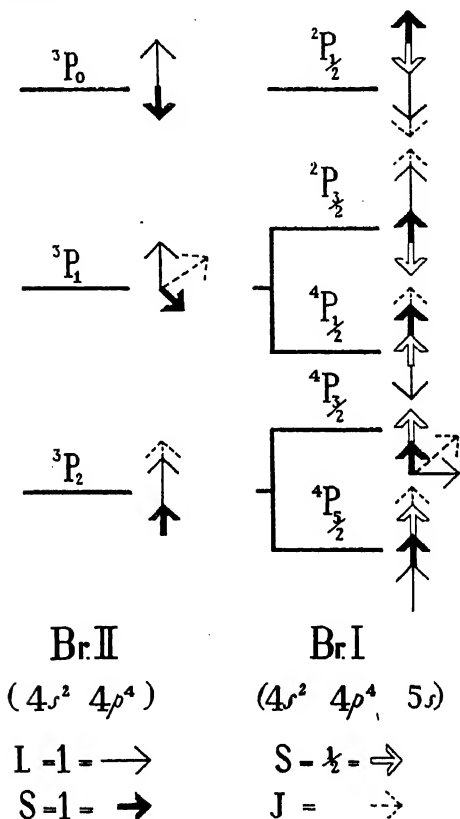 ³P₀
²P½
²P3/2
³P₁
⁴P½
⁴P3/2
³P₂
⁴P5/2
Br.II Br.I
(4s² 4p⁴) (4s² 4p⁴ 5s)
L=1= → S=½= ⇨
S=1= ➔ J= ⇢